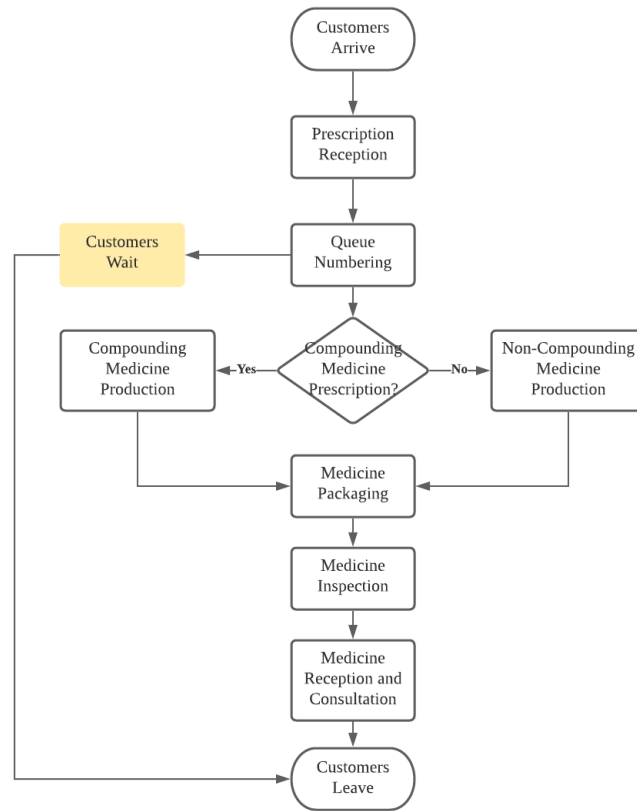 Customers
Arrive
Prescription
Reception
Customers
Wait
Queue
Numbering
Compounding
Medicine
Production
Yes
Compounding
Medicine
Prescription?
No
Non-Compounding
Medicine
Production
Medicine
Packaging
Medicine
Inspection
Medicine
Reception and
Consultation
Customers
Leave